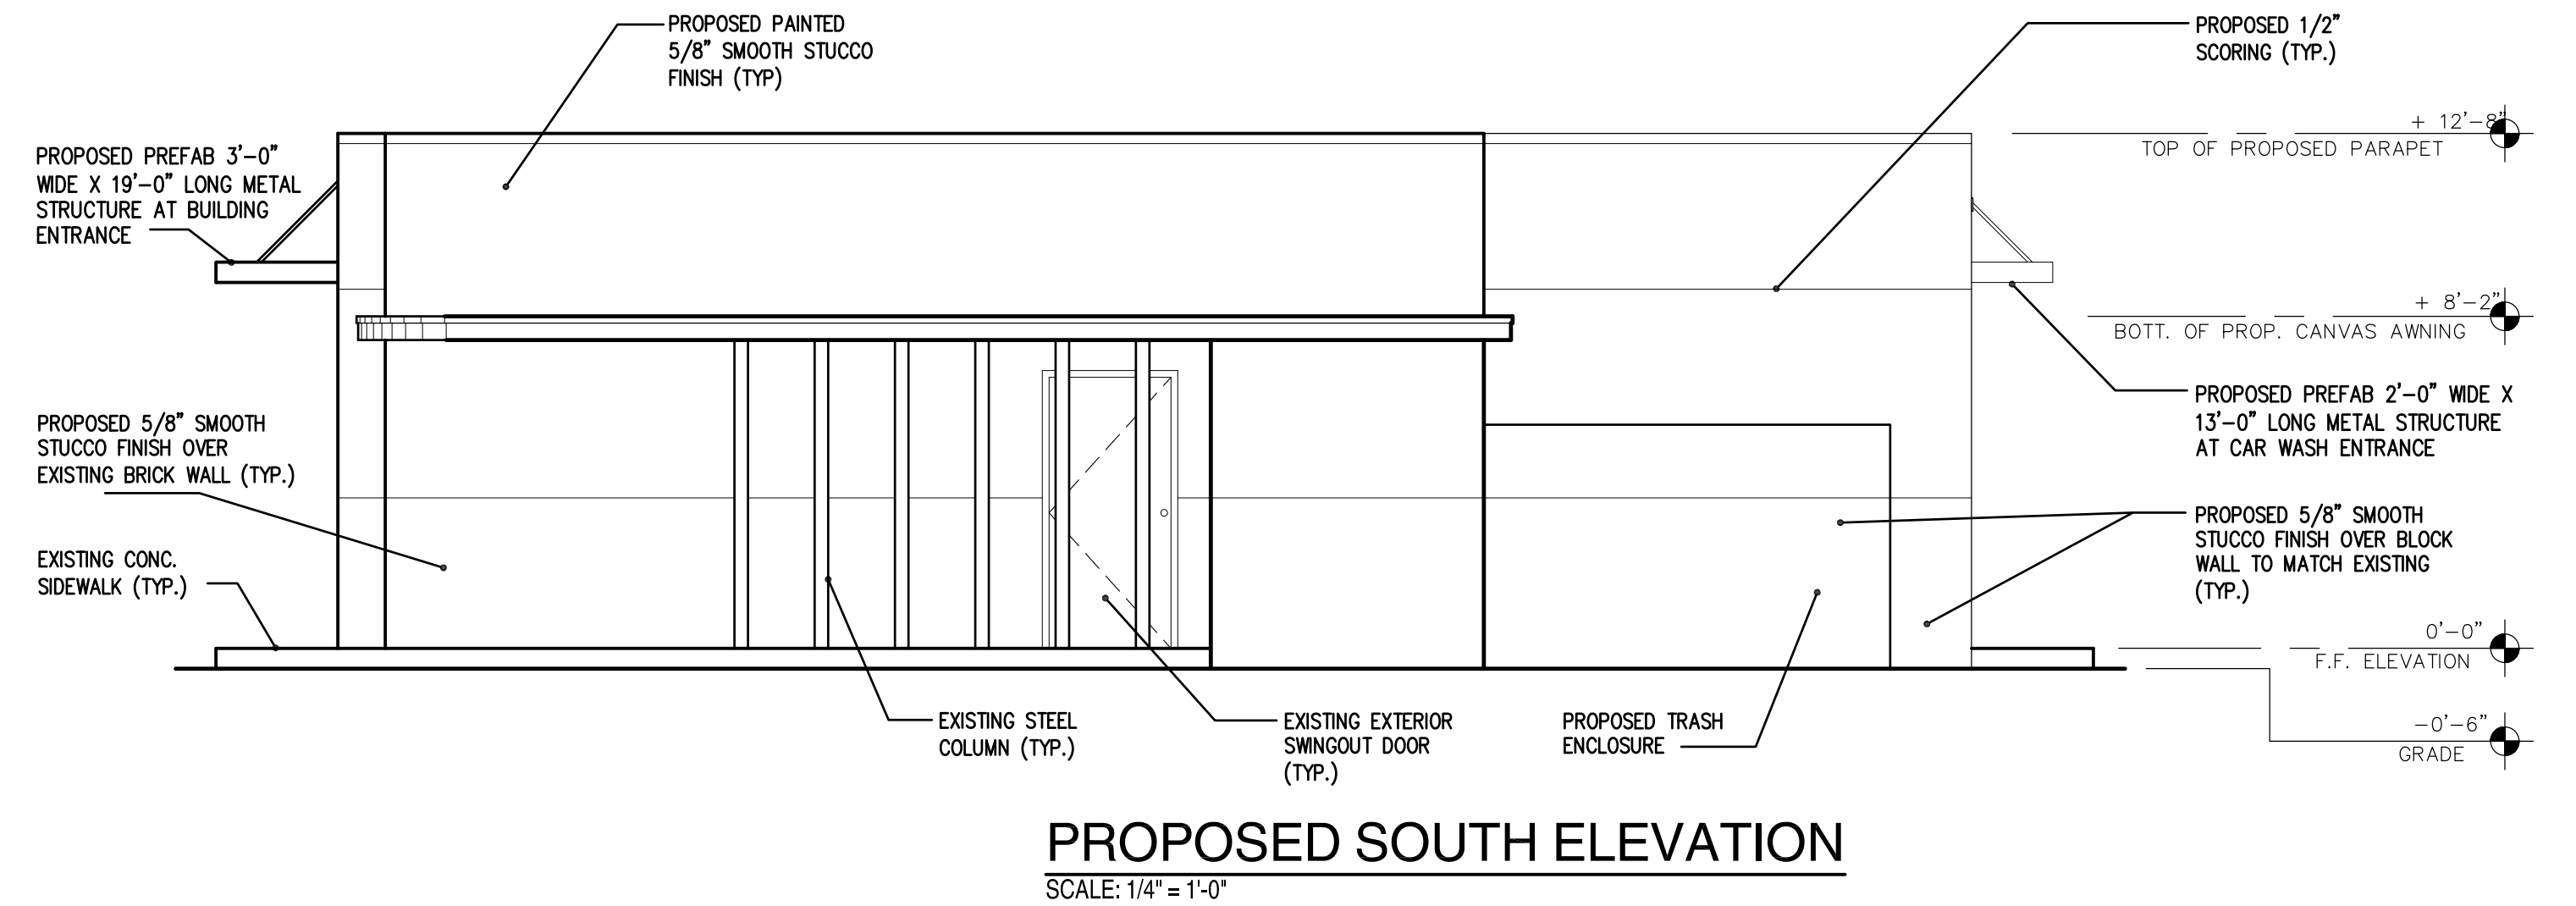 PROPOSED PAINTED
5/8" SMOOTH STUCCO
FINISH (TYP)
PROPOSED 1/2"
SCORING (TYP.)
+ 12'-8"
TOP OF PROPOSED PARAPET
PROPOSED PREFAB 3'-0"
WIDE X 19'-0" LONG METAL
STRUCTURE AT BUILDING
ENTRANCE
+ 8'-2"
BOTT. OF PROP. CANVAS AWNING
PROPOSED PREFAB 2'-0" WIDE X
13'-0" LONG METAL STRUCTURE
AT CAR WASH ENTRANCE
PROPOSED 5/8" SMOOTH
STUCCO FINISH OVER
EXISTING BRICK WALL (TYP.)
PROPOSED 5/8" SMOOTH
STUCCO FINISH OVER BLOCK
WALL TO MATCH EXISTING
(TYP.)
EXISTING CONC.
SIDEWALK (TYP.)
0'-0"
F.F. ELEVATION
-0'-6"
GRADE
EXISTING STEEL
COLUMN (TYP.)
EXISTING EXTERIOR
SWINGOUT DOOR
(TYP.)
PROPOSED TRASH
ENCLOSURE
PROPOSED SOUTH ELEVATION
SCALE: 1/4" = 1'-0"